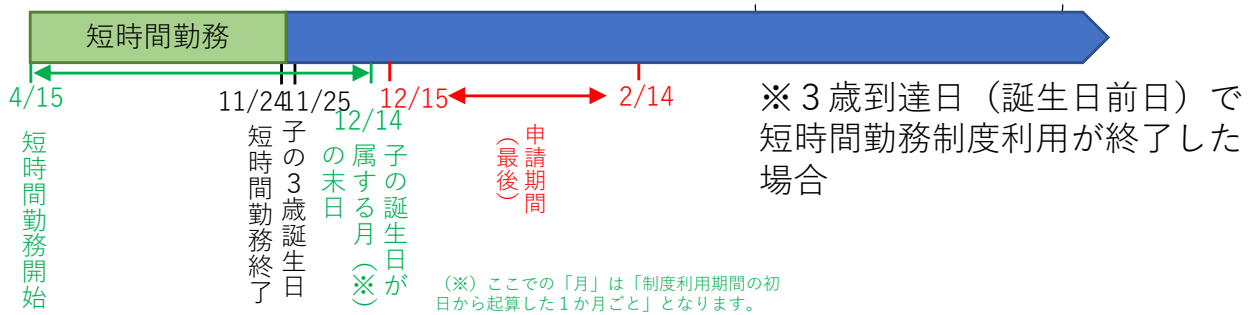 短時間勤務
4/15
11/24
11/25
12/14
12/15
2/14
短時間勤務開始
短時間勤務終了
子の３歳誕生日
子の誕生日が
属する月（※）
の末日
申請期間
（最後）
※３歳到達日（誕生日前日）で
短時間勤務制度利用が終了した
場合
（※）ここでの「月」は「制度利用期間の初
日から起算した１か月ごと」となります。